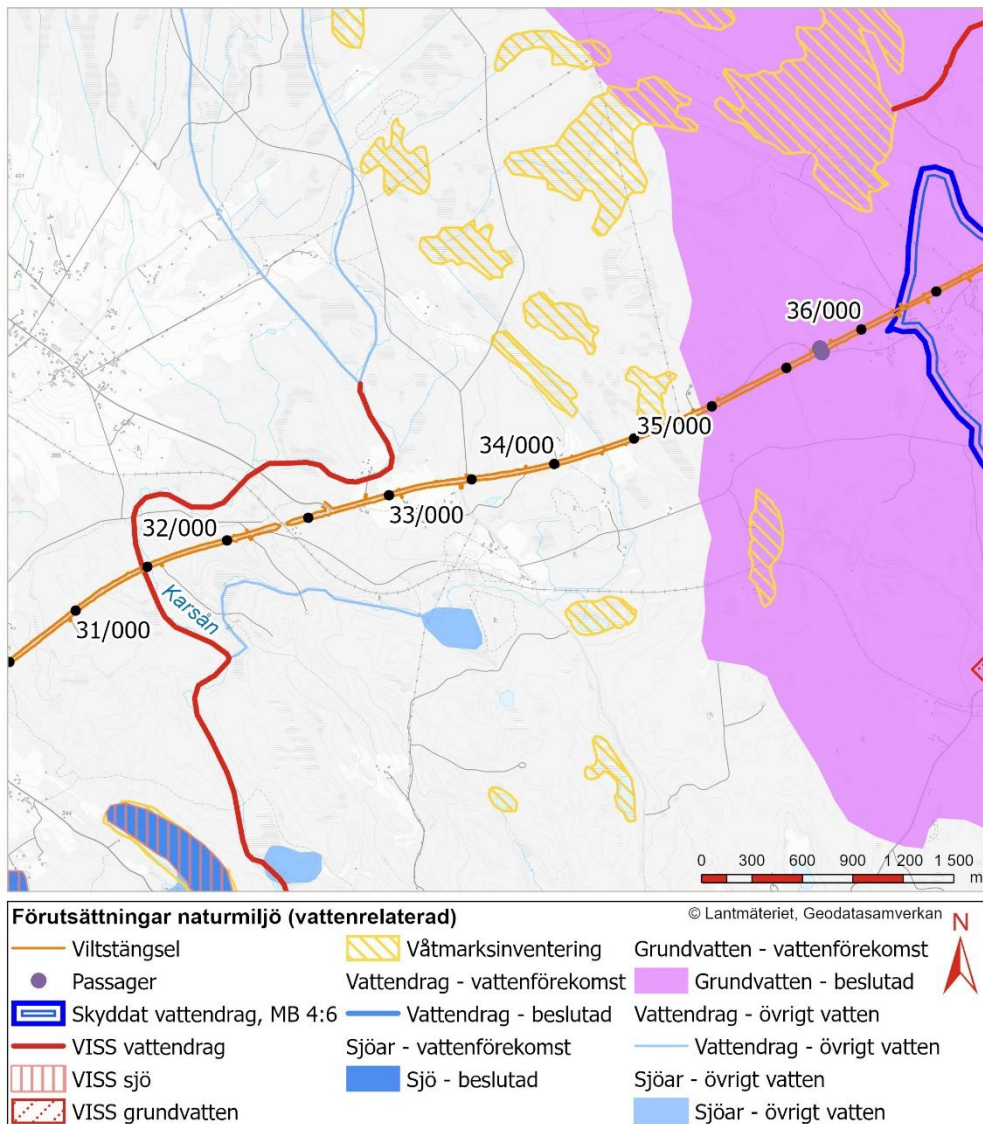 36/000
35/000
34/000
33/000
32/000
Karsån
31/000
0 300 600 900 1 200 1 500
m
Förutsättningar naturmiljö (vattenrelaterad)
© Lantmäteriet, Geodatasamverkan
N
Viltstängsel
Våtmarksinventering
Grundvatten - vattenförekomst
Passager
Vattendrag - vattenförekomst
Grundvatten - beslutad
Skyddat vattendrag, MB 4:6
Vattendrag - beslutad
Vattendrag - övrigt vatten
VISS vattendrag
Sjöar - vattenförekomst
Vattendrag - övrigt vatten
VISS sjö
Sjö - beslutad
Sjöar - övrigt vatten
VISS grundvatten
Sjöar - övrigt vatten